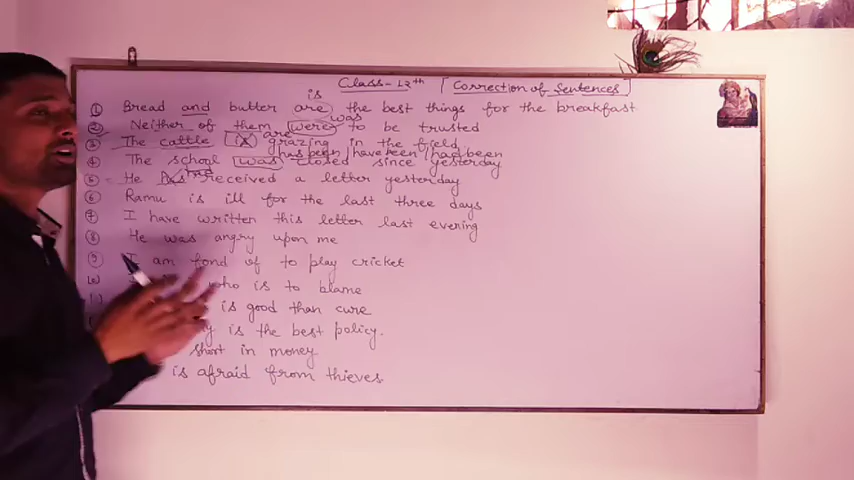 Class-12th [Correction of Sentences]
is
① Bread and butter are the best things for the breakfast
was
② Neither of them were to be trusted
are
③ The cattle is grazing in the field
has been / have been / had been
④ The school was closed since yesterday
had
⑤ He has received a letter yesterday
⑥ Ramu is ill for the last three days
⑦ I have written this letter last evening
⑧ He was angry upon me
⑨ I am fond of to play cricket
⑩ who is to blame
is good than cure
is the best policy.
short in money
is afraid from thieves